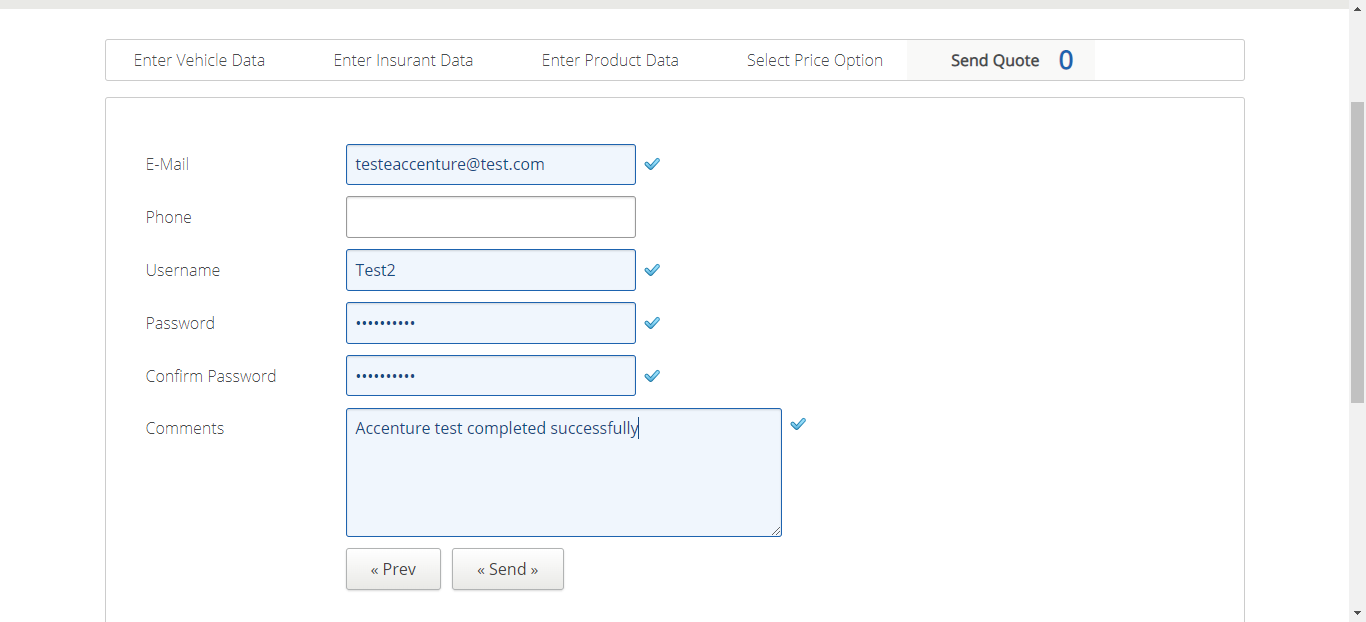 Enter Vehicle Data Enter Insurant Data Enter Product Data Select Price Option Send Quote 0
E-Mail testeaccenture@test.com
Phone
Username Test2
Password ••••••••••
Confirm Password ••••••••••
Comments Accenture test completed successfully
« Prev « Send »